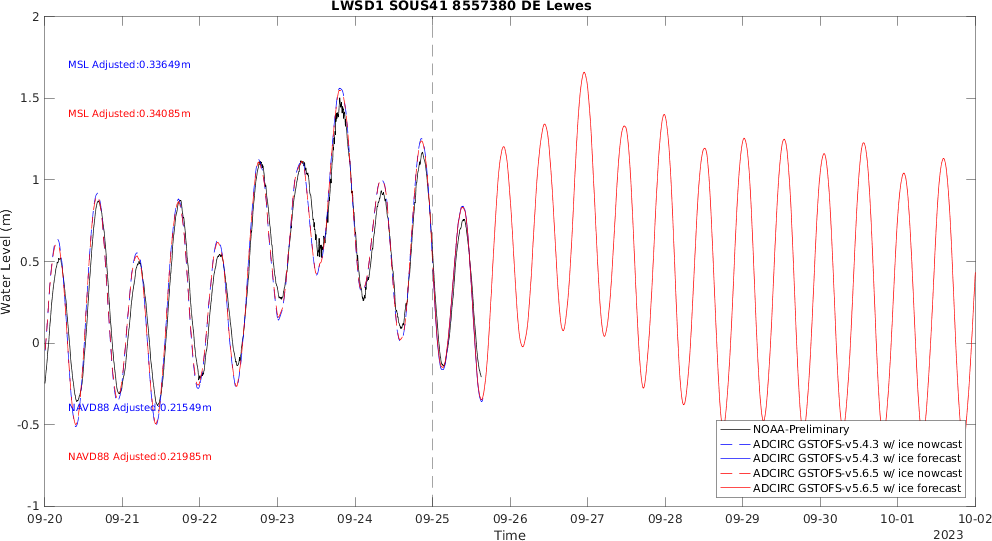 LWSD1 SOUS41 8557380 DE Lewes
2
1.5
1
0.5
0
-0.5
-1
Water Level (m)
MSL Adjusted:0.33649m
MSL Adjusted:0.34085m
NAVD88 Adjusted:0.21549m
NAVD88 Adjusted:0.21985m
NOAA-Preliminary
ADCIRC GSTOFS-v5.4.3 w/ ice nowcast
ADCIRC GSTOFS-v5.4.3 w/ ice forecast
ADCIRC GSTOFS-v5.6.5 w/ ice nowcast
ADCIRC GSTOFS-v5.6.5 w/ ice forecast
09-20 09-21 09-22 09-23 09-24 09-25 09-26 09-27 09-28 09-29 09-30 10-01 10-02
Time
2023